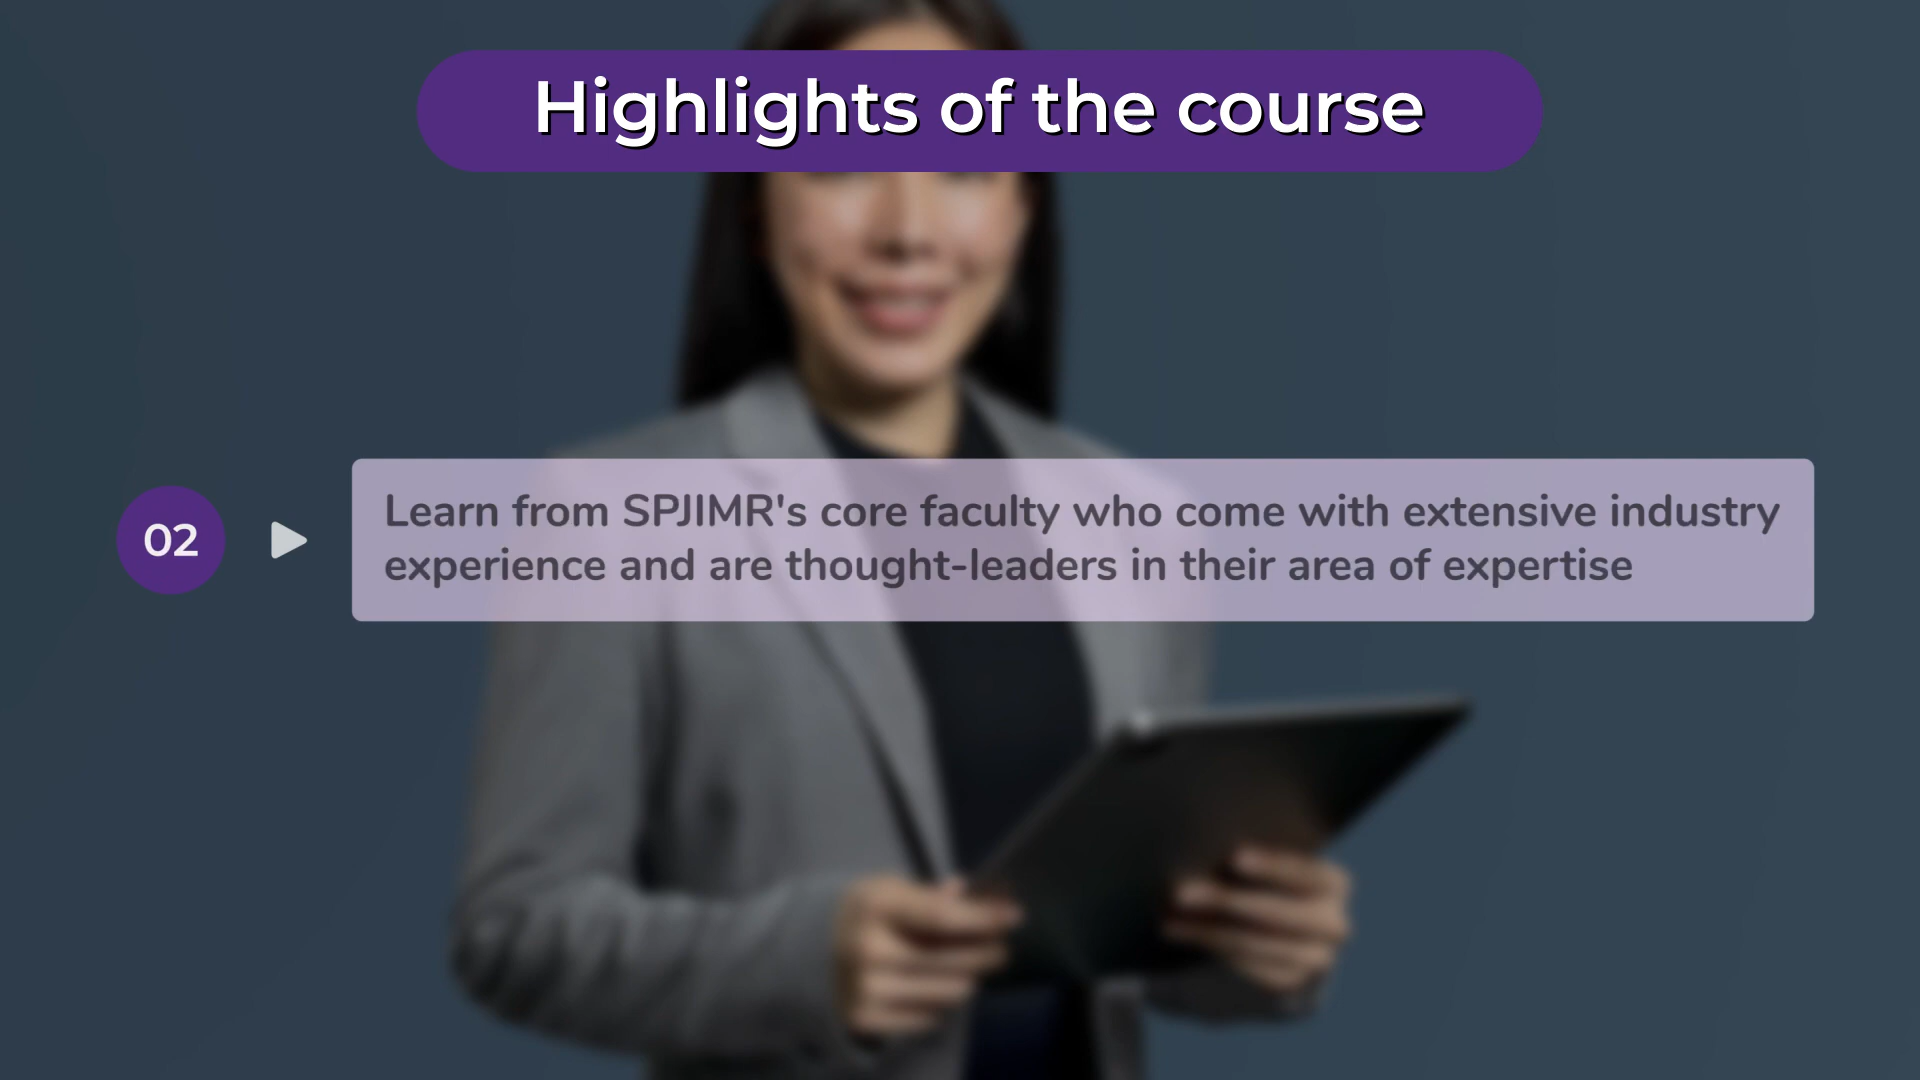 Highlights of the course
02
Learn from SPJIMR's core faculty who come with extensive industry
experience and are thought-leaders in their area of expertise